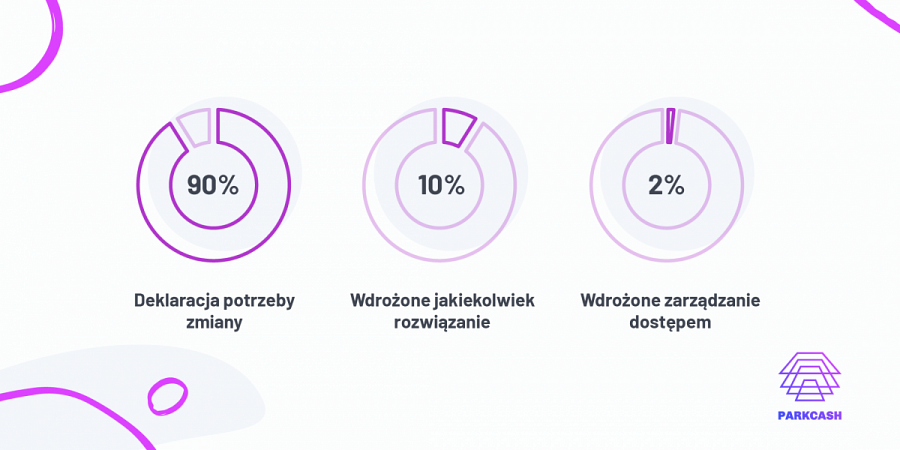 90%
10%
2%
Deklaracja potrzeby
zmiany
Wdrożone jakiekolwiek
rozwiązanie
Wdrożone zarządzanie
dostępem
PARKCASH